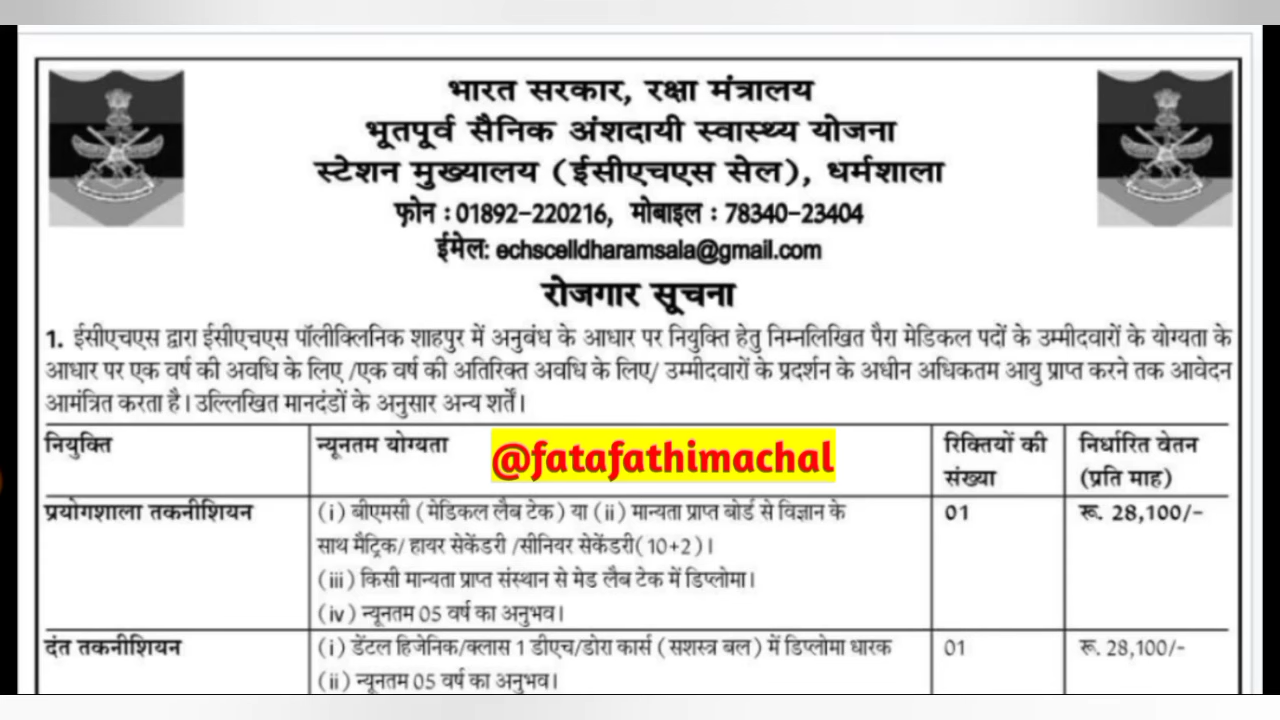 भारत सरकार, रक्षा मंत्रालय
भूतपूर्व सैनिक अंशदायी स्वास्थ्य योजना
स्टेशन मुख्यालय (ईसीएचएस सेल), धर्मशाला
फ़ोन : 01892-220216, मोबाइल : 78340-23404
ईमेल: echscelldharamsala@gmail.com
रोजगार सूचना
1. ईसीएचएस द्वारा ईसीएचएस पॉलीक्लिनिक शाहपुर में अनुबंध के आधार पर नियुक्ति हेतु निम्नलिखित पैरा मेडिकल पदों के उम्मीदवारों के योग्यता के
आधार पर एक वर्ष की अवधि के लिए /एक वर्ष की अतिरिक्त अवधि के लिए/ उम्मीदवारों के प्रदर्शन के अधीन अधिकतम आयु प्राप्त करने तक आवेदन
आमंत्रित करता है। उल्लिखित मानदंडों के अनुसार अन्य शर्तें।
नियुक्ति न्यूनतम योग्यता @fatafathimachal रिक्तियों की निर्धारित वेतन
संख्या (प्रति माह)
प्रयोगशाला तकनीशियन (i) बीएमसी (मेडिकल लैब टेक) या (ii) मान्यता प्राप्त बोर्ड से विज्ञान के 01 रू. 28,100/-
साथ मैट्रिक/ हायर सेकेंडरी /सीनियर सेकेंडरी(10+2)।
(iii) किसी मान्यता प्राप्त संस्थान से मेड लैब टेक में डिप्लोमा।
(iv) न्यूनतम 05 वर्ष का अनुभव।
दंत तकनीशियन (i) डेंटल हिजेनिक/क्लास 1 डीएच/डोरा कार्स (सशस्त्र बल) में डिप्लोमा धारक 01 रू. 28,100/-
(ii) न्यूनतम 05 वर्ष का अनुभव।